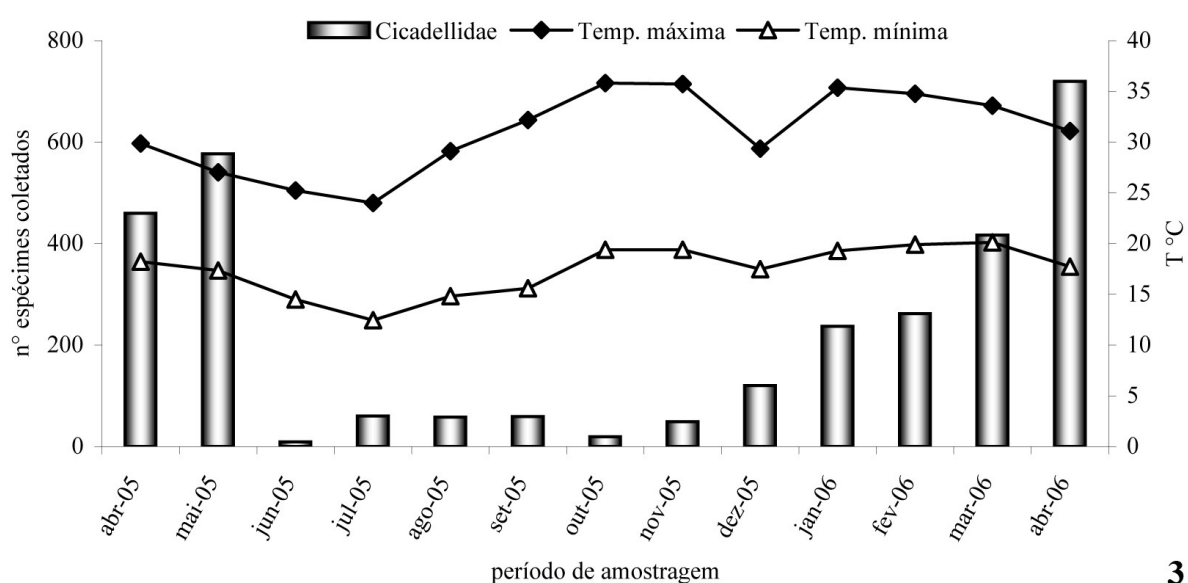 Cicadellidae Temp. máxima Temp. mínima
n° espécimes coletados
800
600
400
200
0
40
35
30
25
20
15
10
5
0
T °C
abr-05
mai-05
jun-05
jul-05
ago-05
set-05
out-05
nov-05
dez-05
jan-06
fev-06
mar-06
abr-06
período de amostragem
3